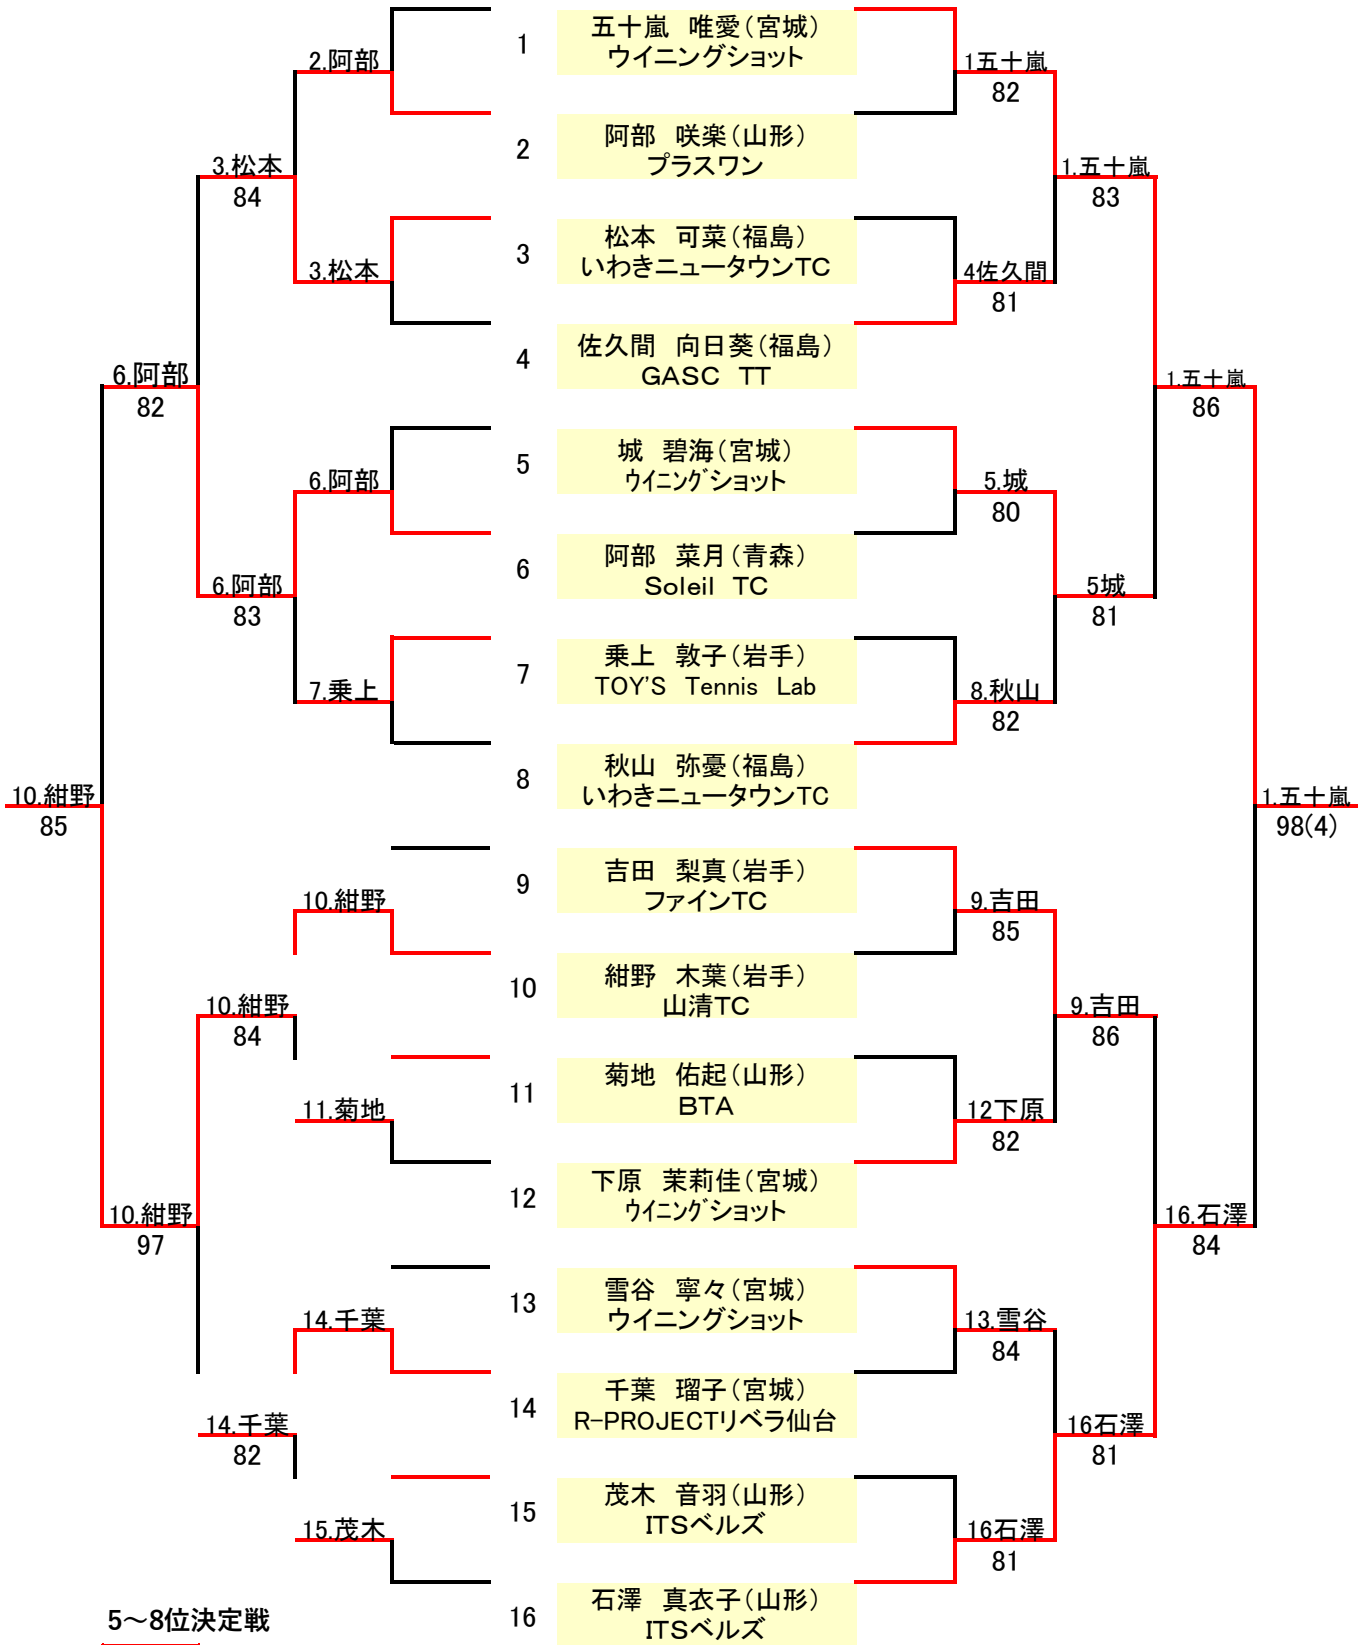 1
五十嵐　唯愛(宮城)
ウイニングショット
2.阿部
1五十嵐
82
2
阿部　咲楽(山形)
プラスワン
3.松本
84
1.五十嵐
83
3
松本　可菜(福島)
いわきニュータウンTC
3.松本
4佐久間
81
4
佐久間　向日葵(福島)
GASC　TT
6.阿部
82
1.五十嵐
86
5
城　碧海(宮城)
ｳｲﾆﾝｸﾞショット
6.阿部
5.城
80
6
阿部　菜月(青森)
Soleil　TC
6.阿部
83
5城
81
7
乗上　敦子(岩手)
TOY'S　Tennis　Lab
7.乗上
8.秋山
82
8
秋山　弥憂(福島)
いわきニュータウンTC
10.紺野
85
1.五十嵐
98(4)
9
吉田　梨真(岩手)
ファインTC
10.紺野
9.吉田
85
10
紺野　木葉(岩手)
山清TC
10.紺野
84
9.吉田
86
11
菊地　佑起(山形)
BTA
11.菊地
12下原
82
12
下原　茉莉佳(宮城)
ｳｲﾆﾝｸﾞショット
10.紺野
97
16.石澤
84
13
雪谷　寧々(宮城)
ウイニングショット
14.千葉
13.雪谷
84
14
千葉　瑠子(宮城)
R-PROJECTリベラ仙台
14.千葉
82
16石澤
81
15
茂木　音羽(山形)
ITSベルズ
15.茂木
16石澤
81
16
石澤　真衣子(山形)
ITSベルズ
5～8位決定戦